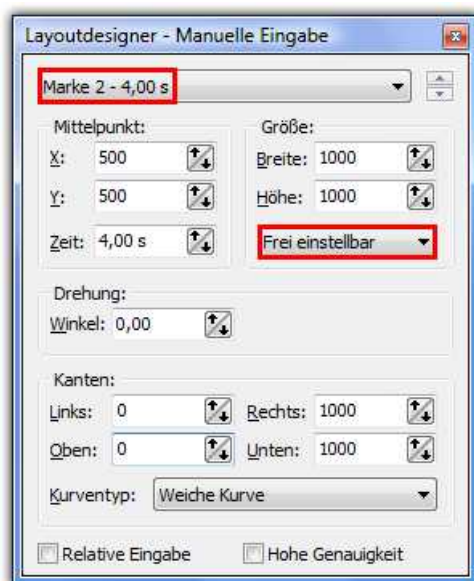 Layoutdesigner - Manuelle Eingabe
Marke 2 - 4,00 s
Mittelpunkt: Größe:
X: 500 Breite: 1000
Y: 500 Höhe: 1000
Zeit: 4,00 s Frei einstellbar
Drehung:
Winkel: 0,00
Kanten:
Links: 0 Rechts: 1000
Oben: 0 Unten: 1000
Kurventyp: Weiche Kurve
Relative Eingabe Hohe Genauigkeit